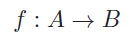 f : A → B